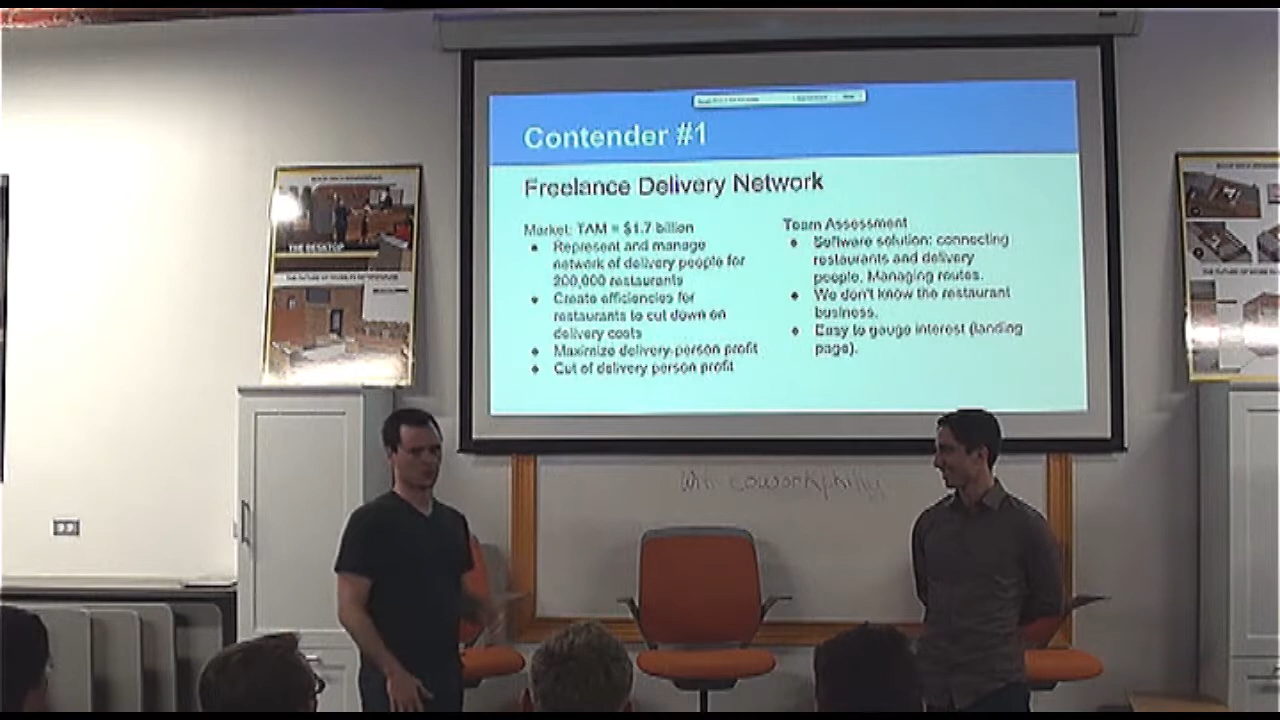 Contender #1
Freelance Delivery Network
Market: TAM = $1.7 billion
● Represent and manage
network of delivery people for
200,000 restaurants
● Create efficiencies for
restaurants to cut down on
delivery costs
● Maximize delivery-person profit
● Cut of delivery person profit
Team Assessment
● Software solution: connecting
restaurants and delivery
people. Managing routes.
● We don't know the restaurant
business.
● Easy to gauge interest (landing
page).
THE DESKTOP
coworkphilly